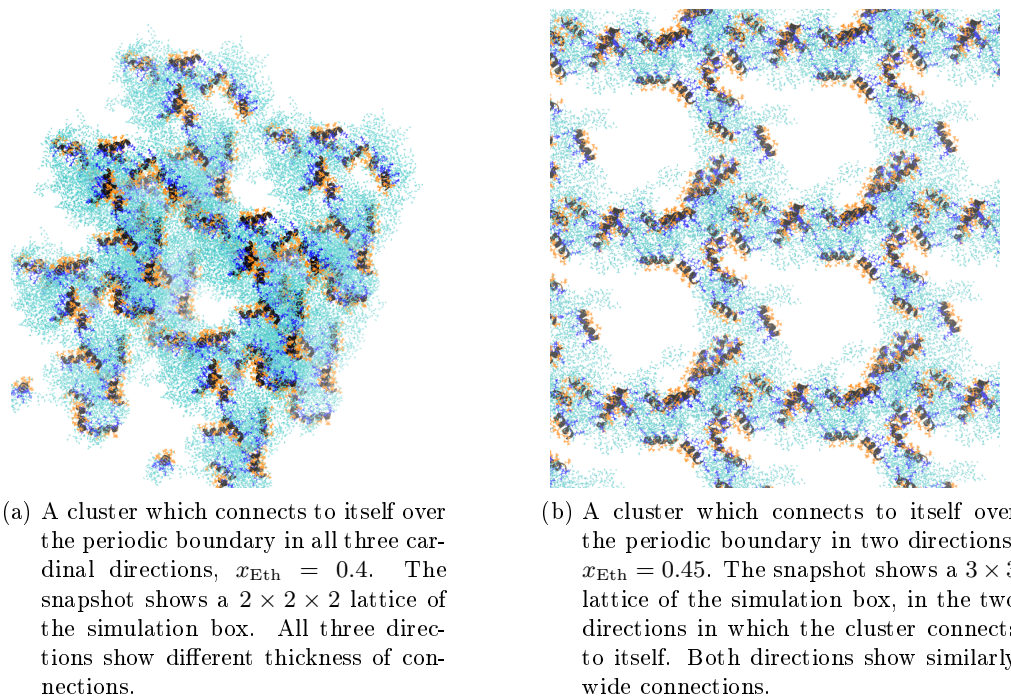 (a) A cluster which connects to itself over
the periodic boundary in all three car-
dinal directions, x_Eth = 0.4. The
snapshot shows a 2 × 2 × 2 lattice of
the simulation box. All three direc-
tions show different thickness of con-
nections.
(b) A cluster which connects to itself over
the periodic boundary in two directions
x_Eth = 0.45. The snapshot shows a 3 × 3
lattice of the simulation box, in the two
directions in which the cluster connects
to itself. Both directions show similarly
wide connections.